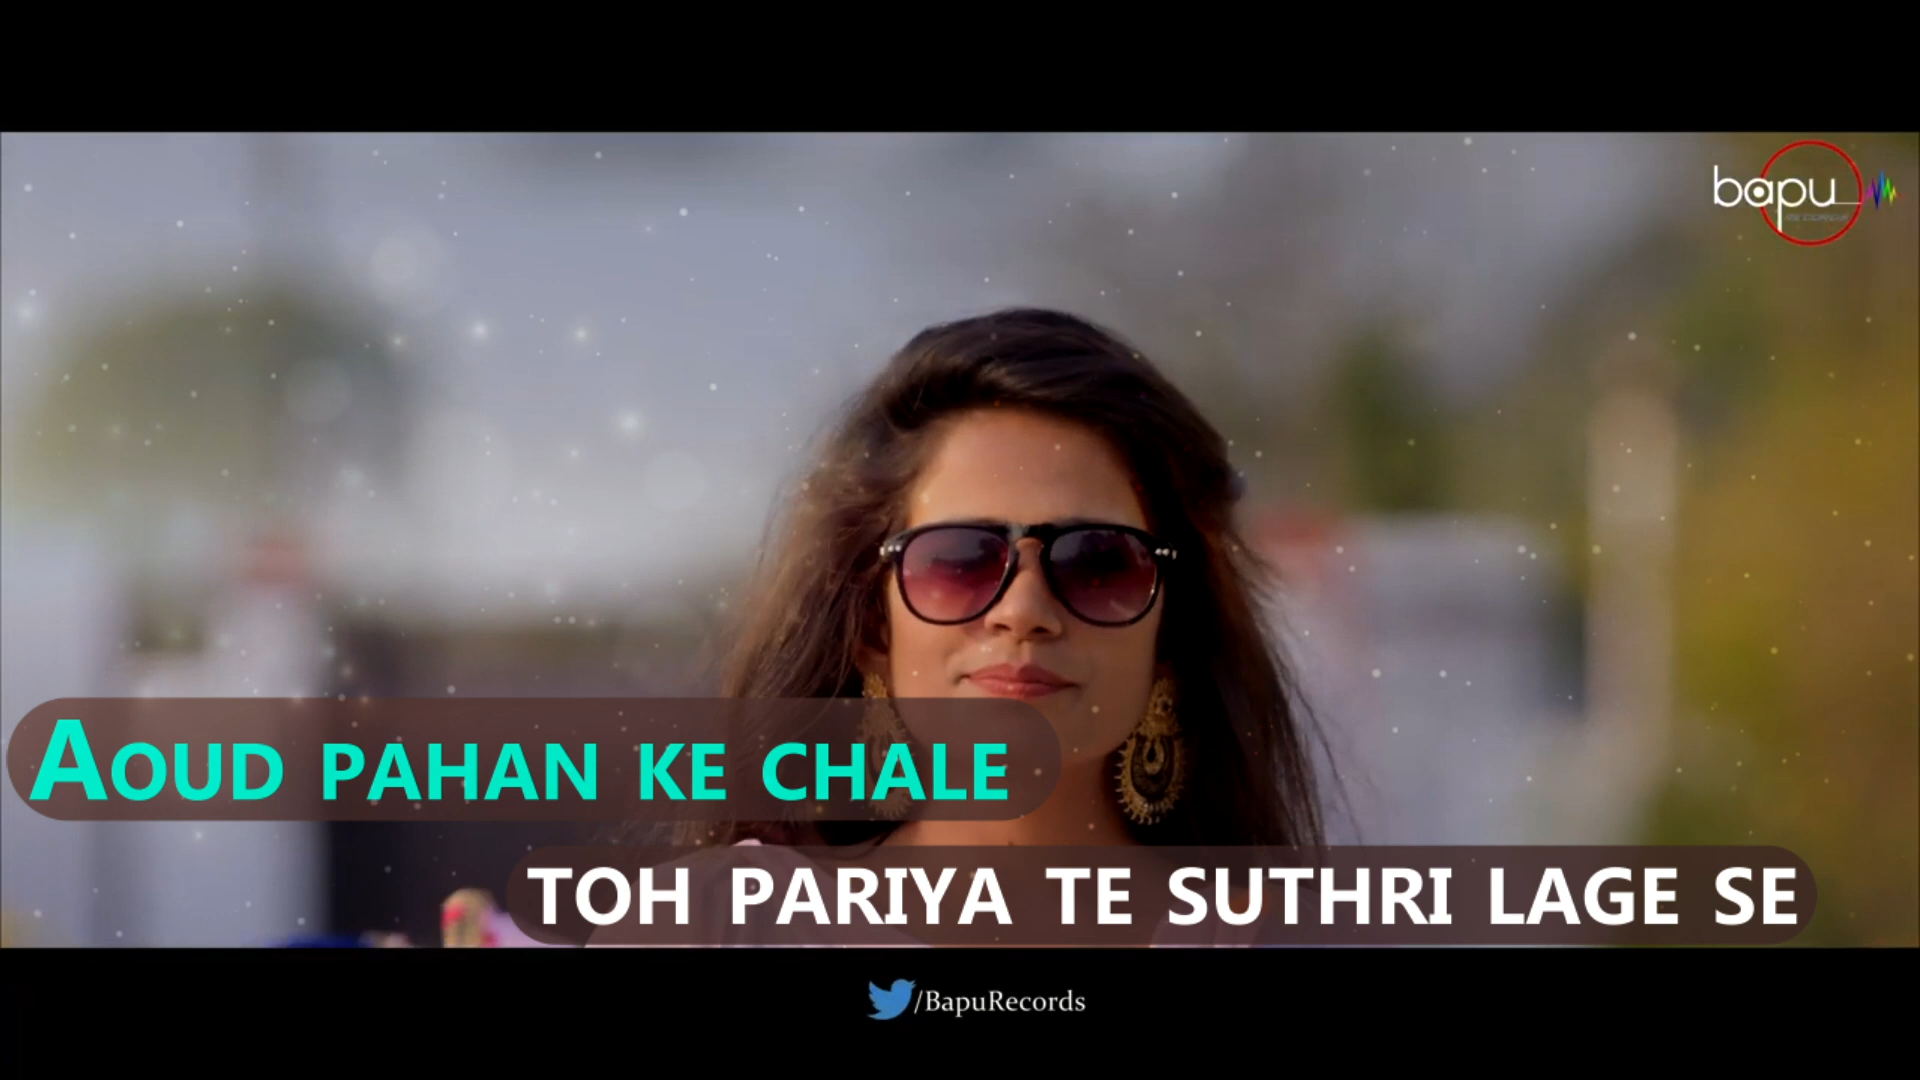 bapu
Aoud pahan ke chale
toh pariya te suthri lage se
/BapuRecords